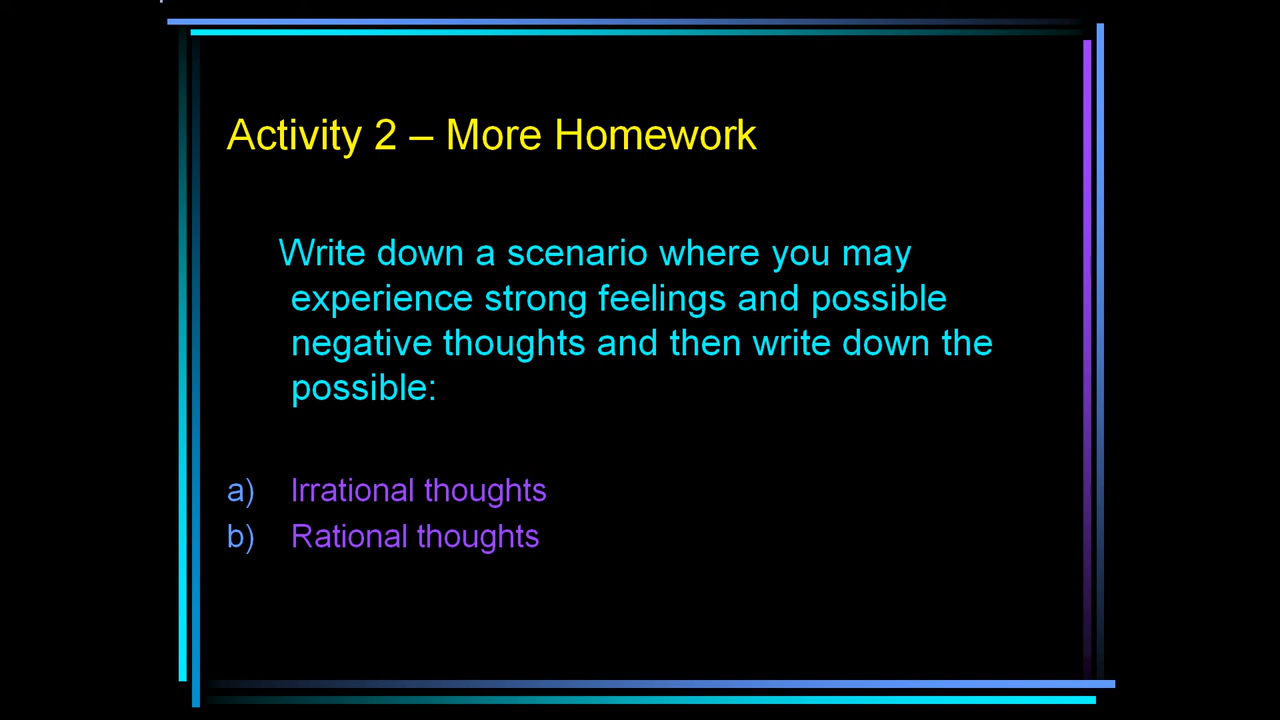 Activity 2 – More Homework
Write down a scenario where you may
experience strong feelings and possible
negative thoughts and then write down the
possible:
a) Irrational thoughts
b) Rational thoughts